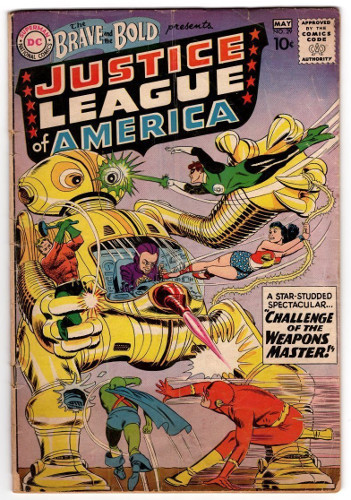 SUPERMAN
DC
NATIONAL COMICS
The BRAVE and the BOLD presents
MAY
NO. 29
10¢
APPROVED
BY THE
COMICS
CODE
AUTHORITY
JUSTICE
LEAGUE
of AMERICA
A STAR-STUDDED
SPECTACULAR...
"CHALLENGE
OF THE
WEAPONS
MASTER!"